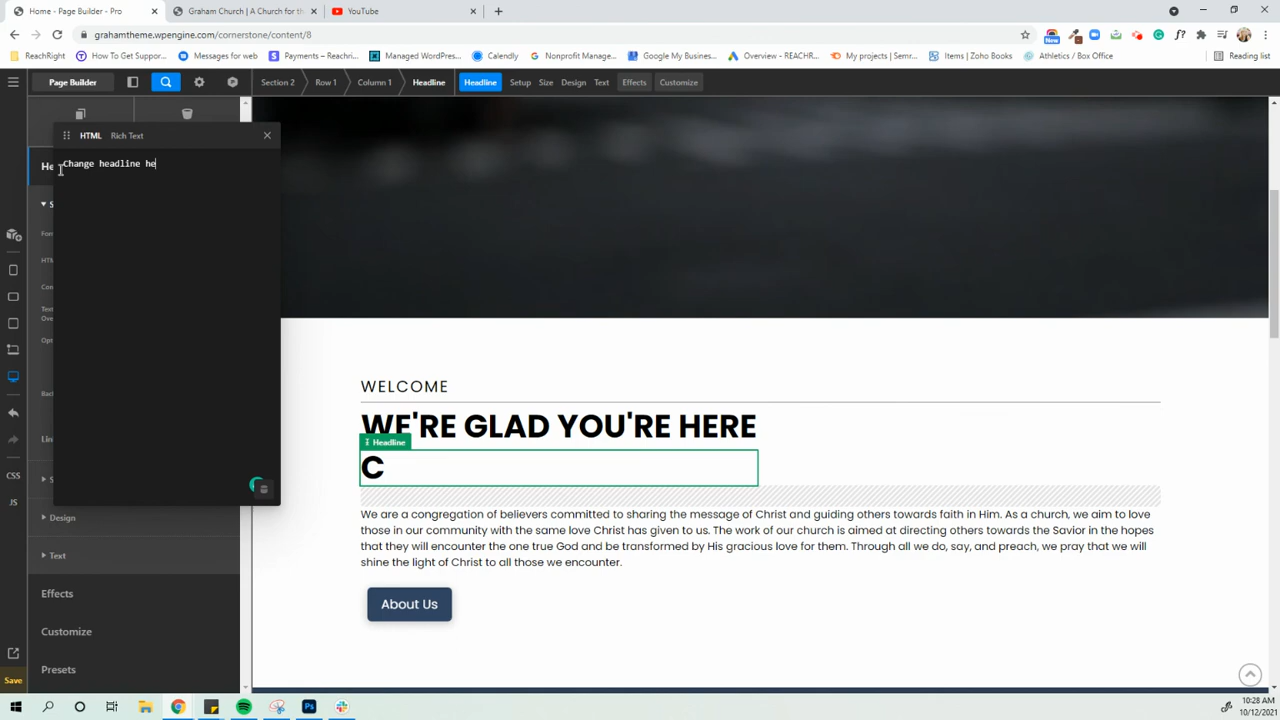 Home - Page Builder - Pro
Graham Church | A Church for th
YouTube
grahamtheme.wpengine.com/cornerstone/content/8
ReachRight
How To Get Suppor...
Messages for web
Payments – Reachri...
Managed WordPres...
Calendly
Nonprofit Manage...
Google My Busines...
Overview - REACHR...
My projects | Semr...
Items | Zoho Books
Athletics / Box Office
Reading list
Page Builder
Section 2
Row 1
Column 1
Headline
Headline
Setup
Size
Design
Text
Effects
Customize
HTML
Rich Text
Change headline he
Link
Design
Text
Effects
Customize
Presets
CSS
JS
Save
WELCOME
WE'RE GLAD YOU'RE HERE
Headline
C
We are a congregation of believers committed to sharing the message of Christ and guiding others towards faith in Him. As a church, we aim to love
those in our community with the same love Christ has given to us. The work of our church is aimed at directing others towards the Savior in the hopes
that they will encounter the one true God and be transformed by His gracious love for them. Through all we do, say, and preach, we pray that we will
shine the light of Christ to all those we encounter.
About Us
10:28 AM
10/12/2021